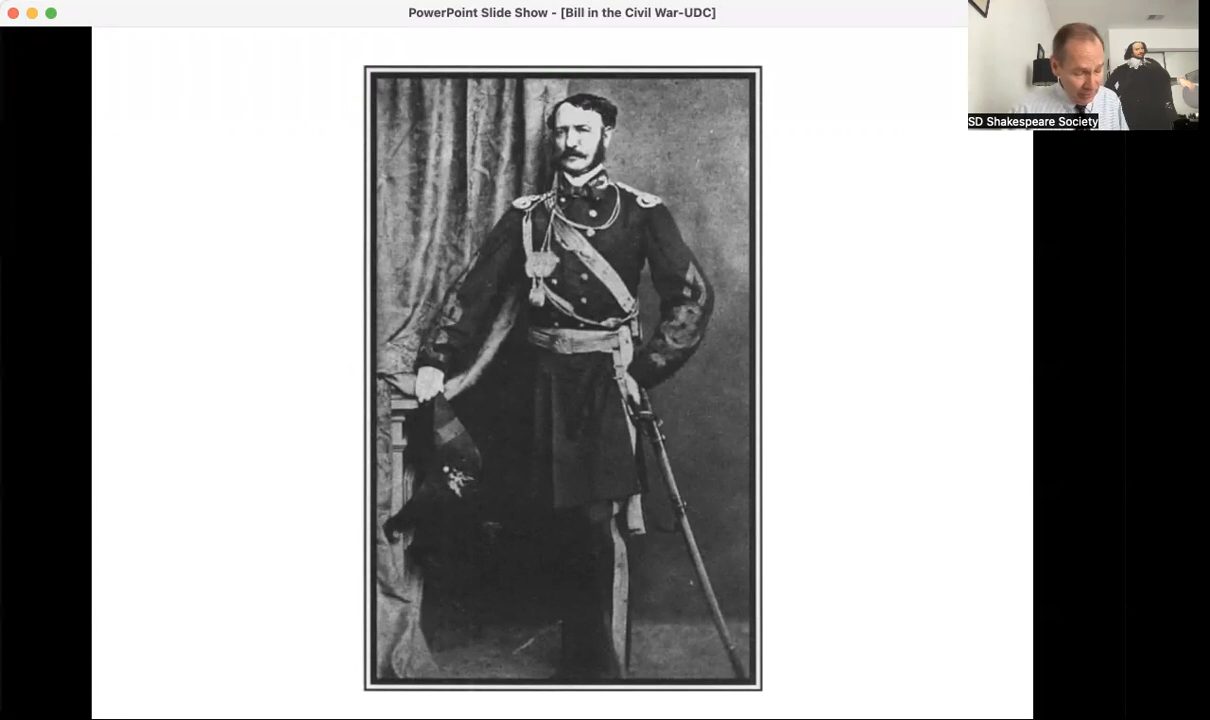 PowerPoint Slide Show - [Bill in the Civil War-UDC]
SD Shakespeare Society